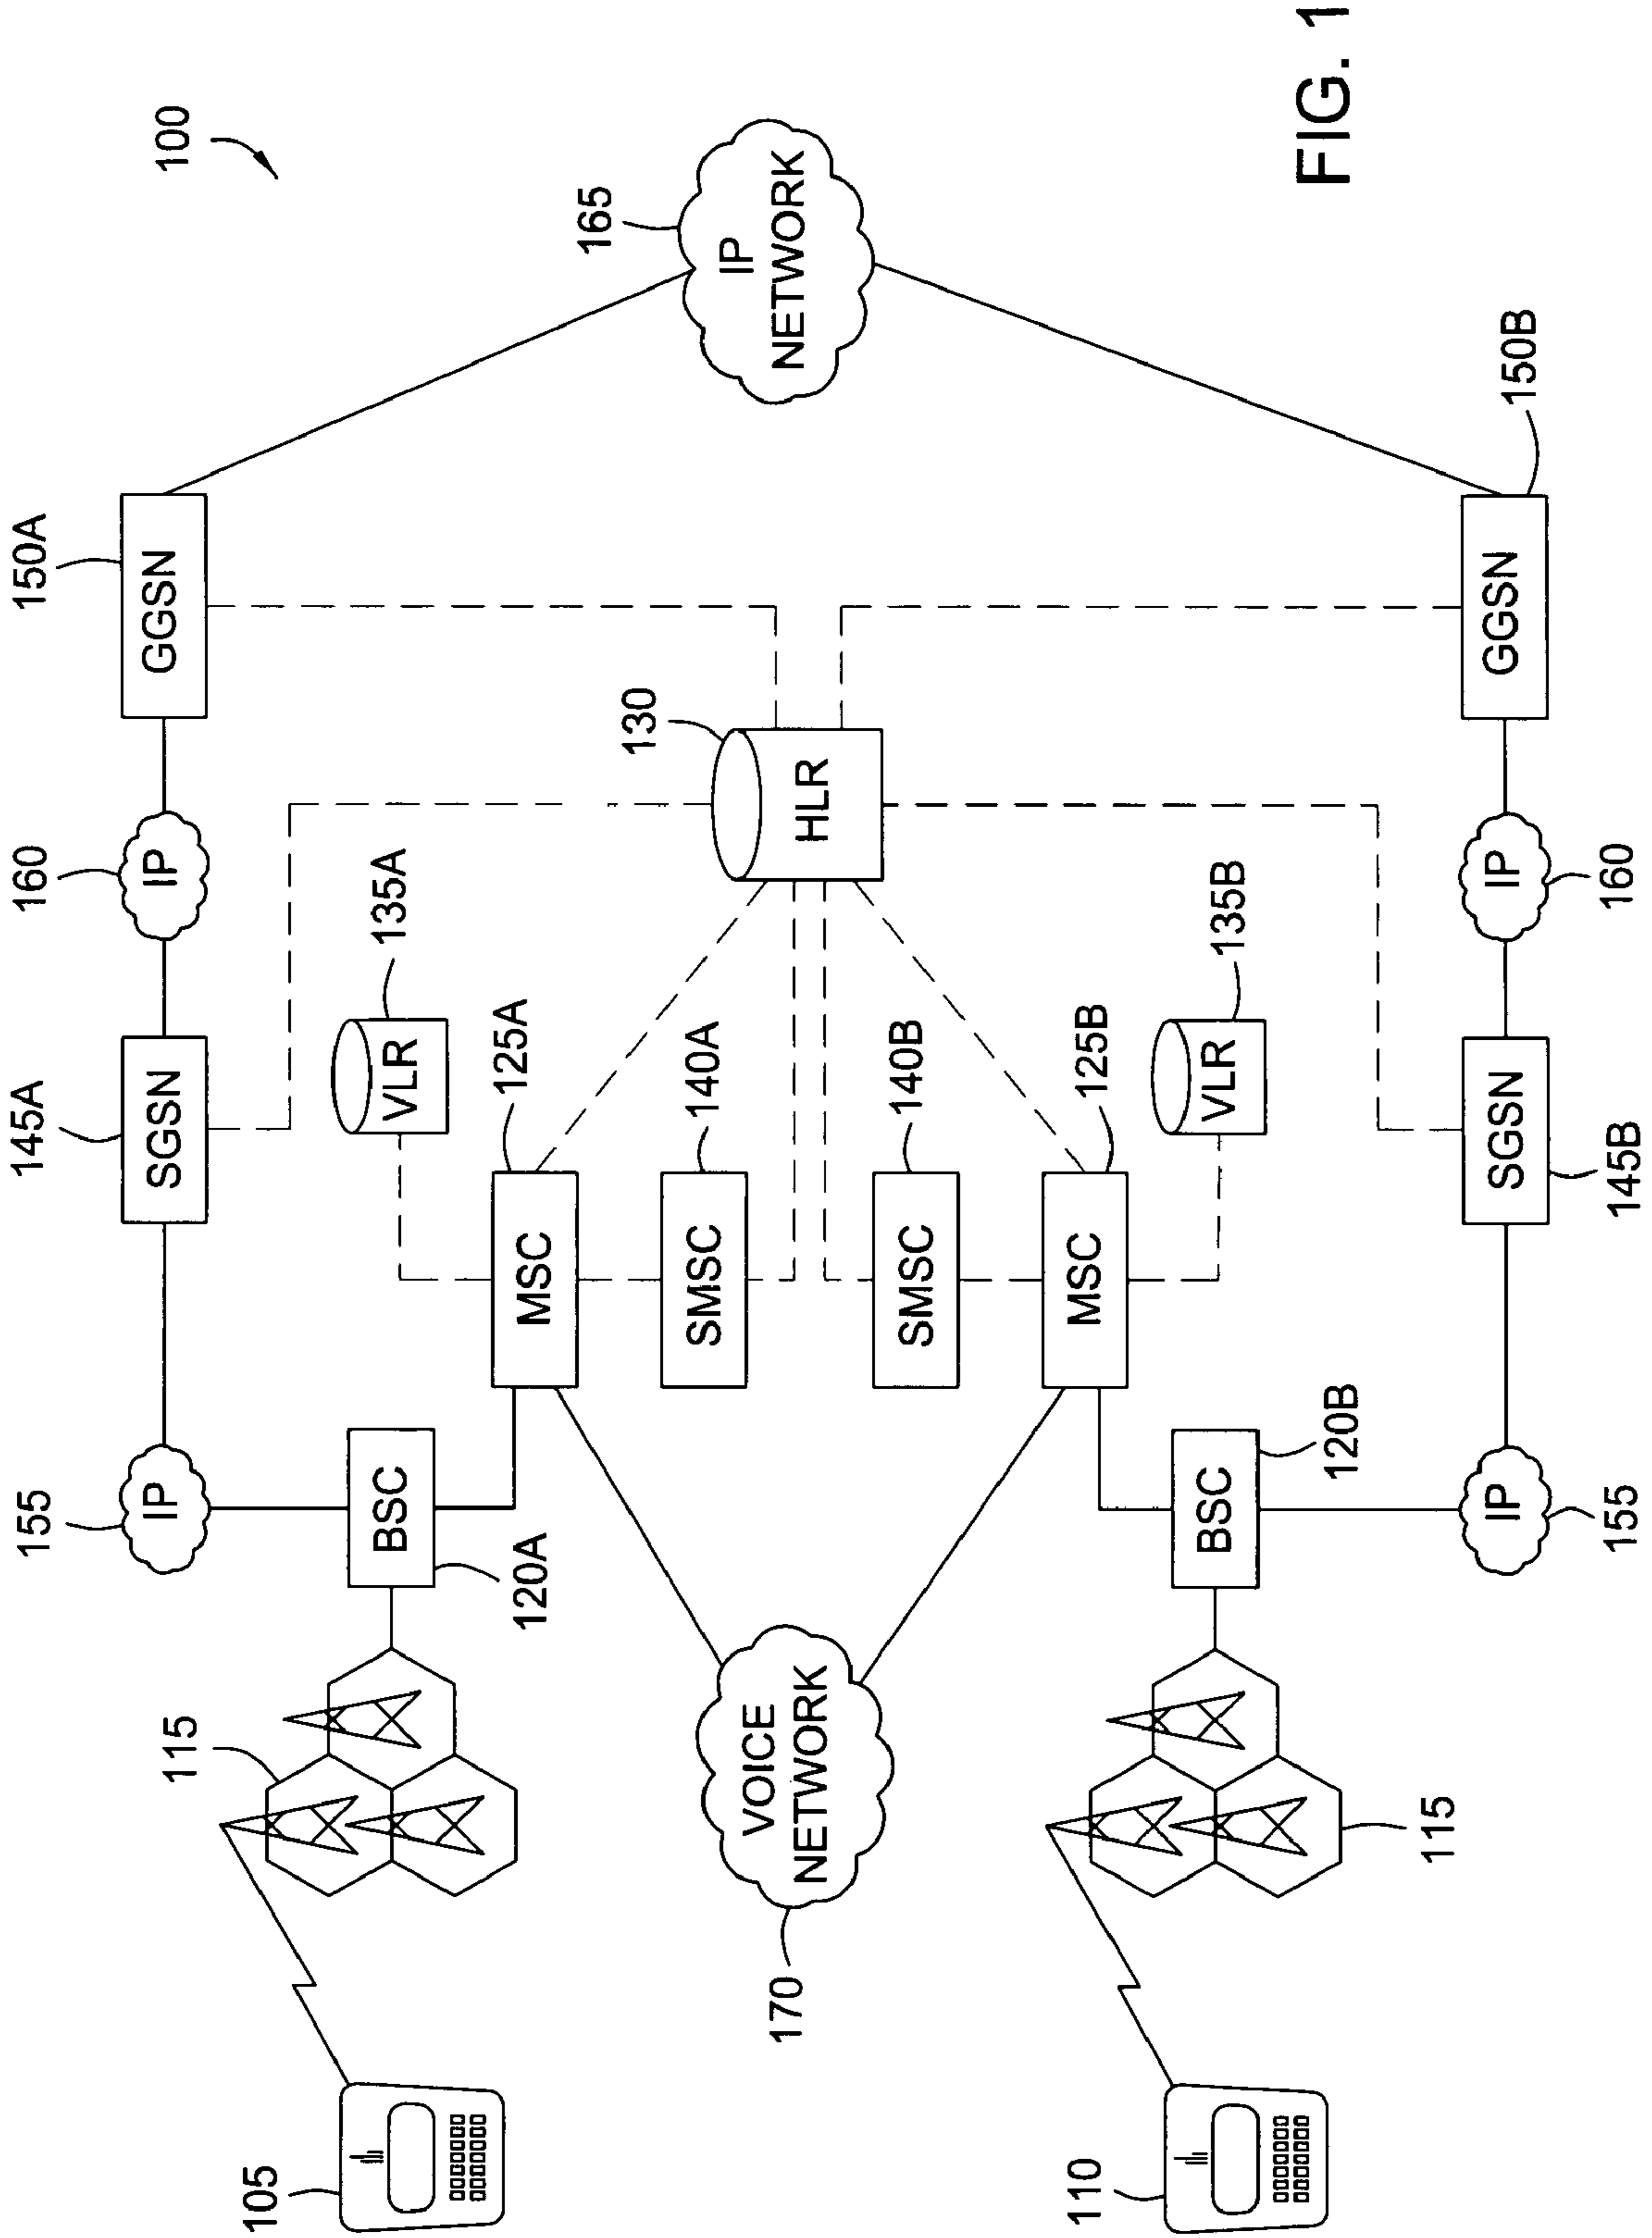 100
150A
GGSN
160
IP
145A
SGSN
155
IP
165
IP
NETWORK
130
HLR
135A
VLR
125A
MSC
140A
SMSC
BSC
120A
115
105
VOICE
NETWORK
170
140B
SMSC
125B
MSC
135B
VLR
BSC
120B
115
110
GGSN
150B
IP
160
SGSN
145B
IP
155
FIG. 1